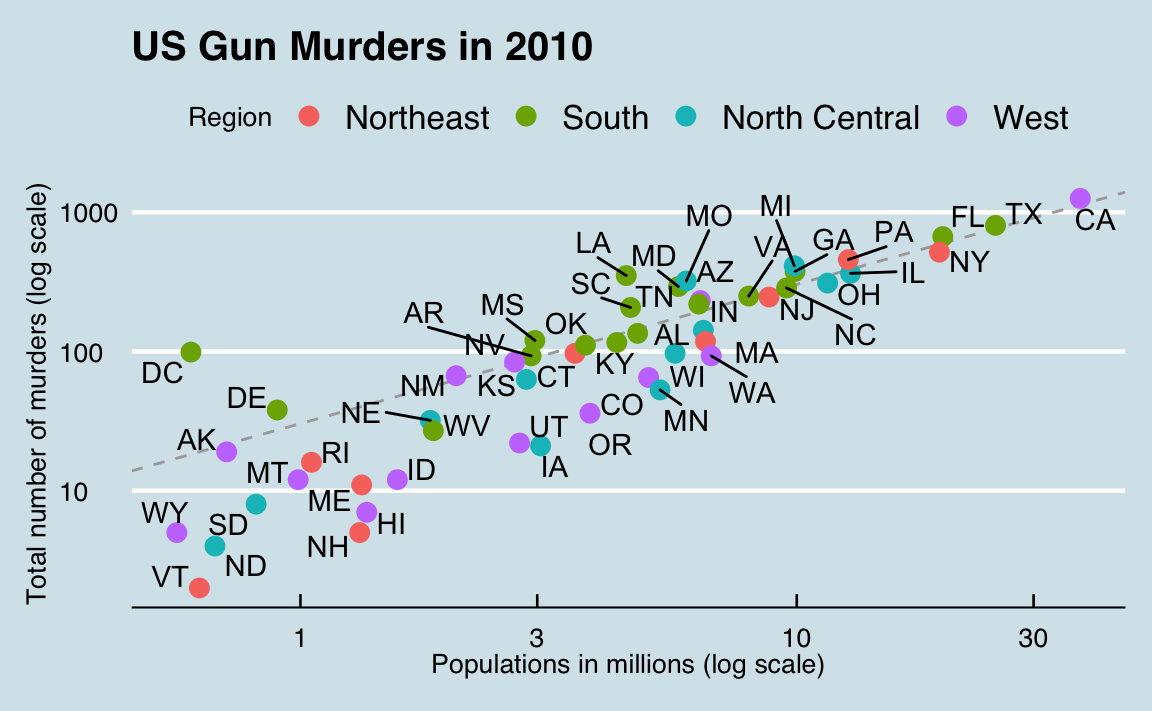 US Gun Murders in 2010
Region Northeast South North Central West
Total number of murders (log scale)
1000
100
10
MI
MO
FL
TX
CA
LA
MD
VA
GA
PA
SC
TN
AZ
IL
NY
AR
MS
OK
IN
NJ
OH
NC
NV
AL
MA
DC
NM
KS
CT
KY
WI
WA
DE
NE
WV
CO
MN
AK
RI
UT
OR
MT
ID
IA
WY
SD
ME
HI
NH
VT
ND
1
3
10
30
Populations in millions (log scale)